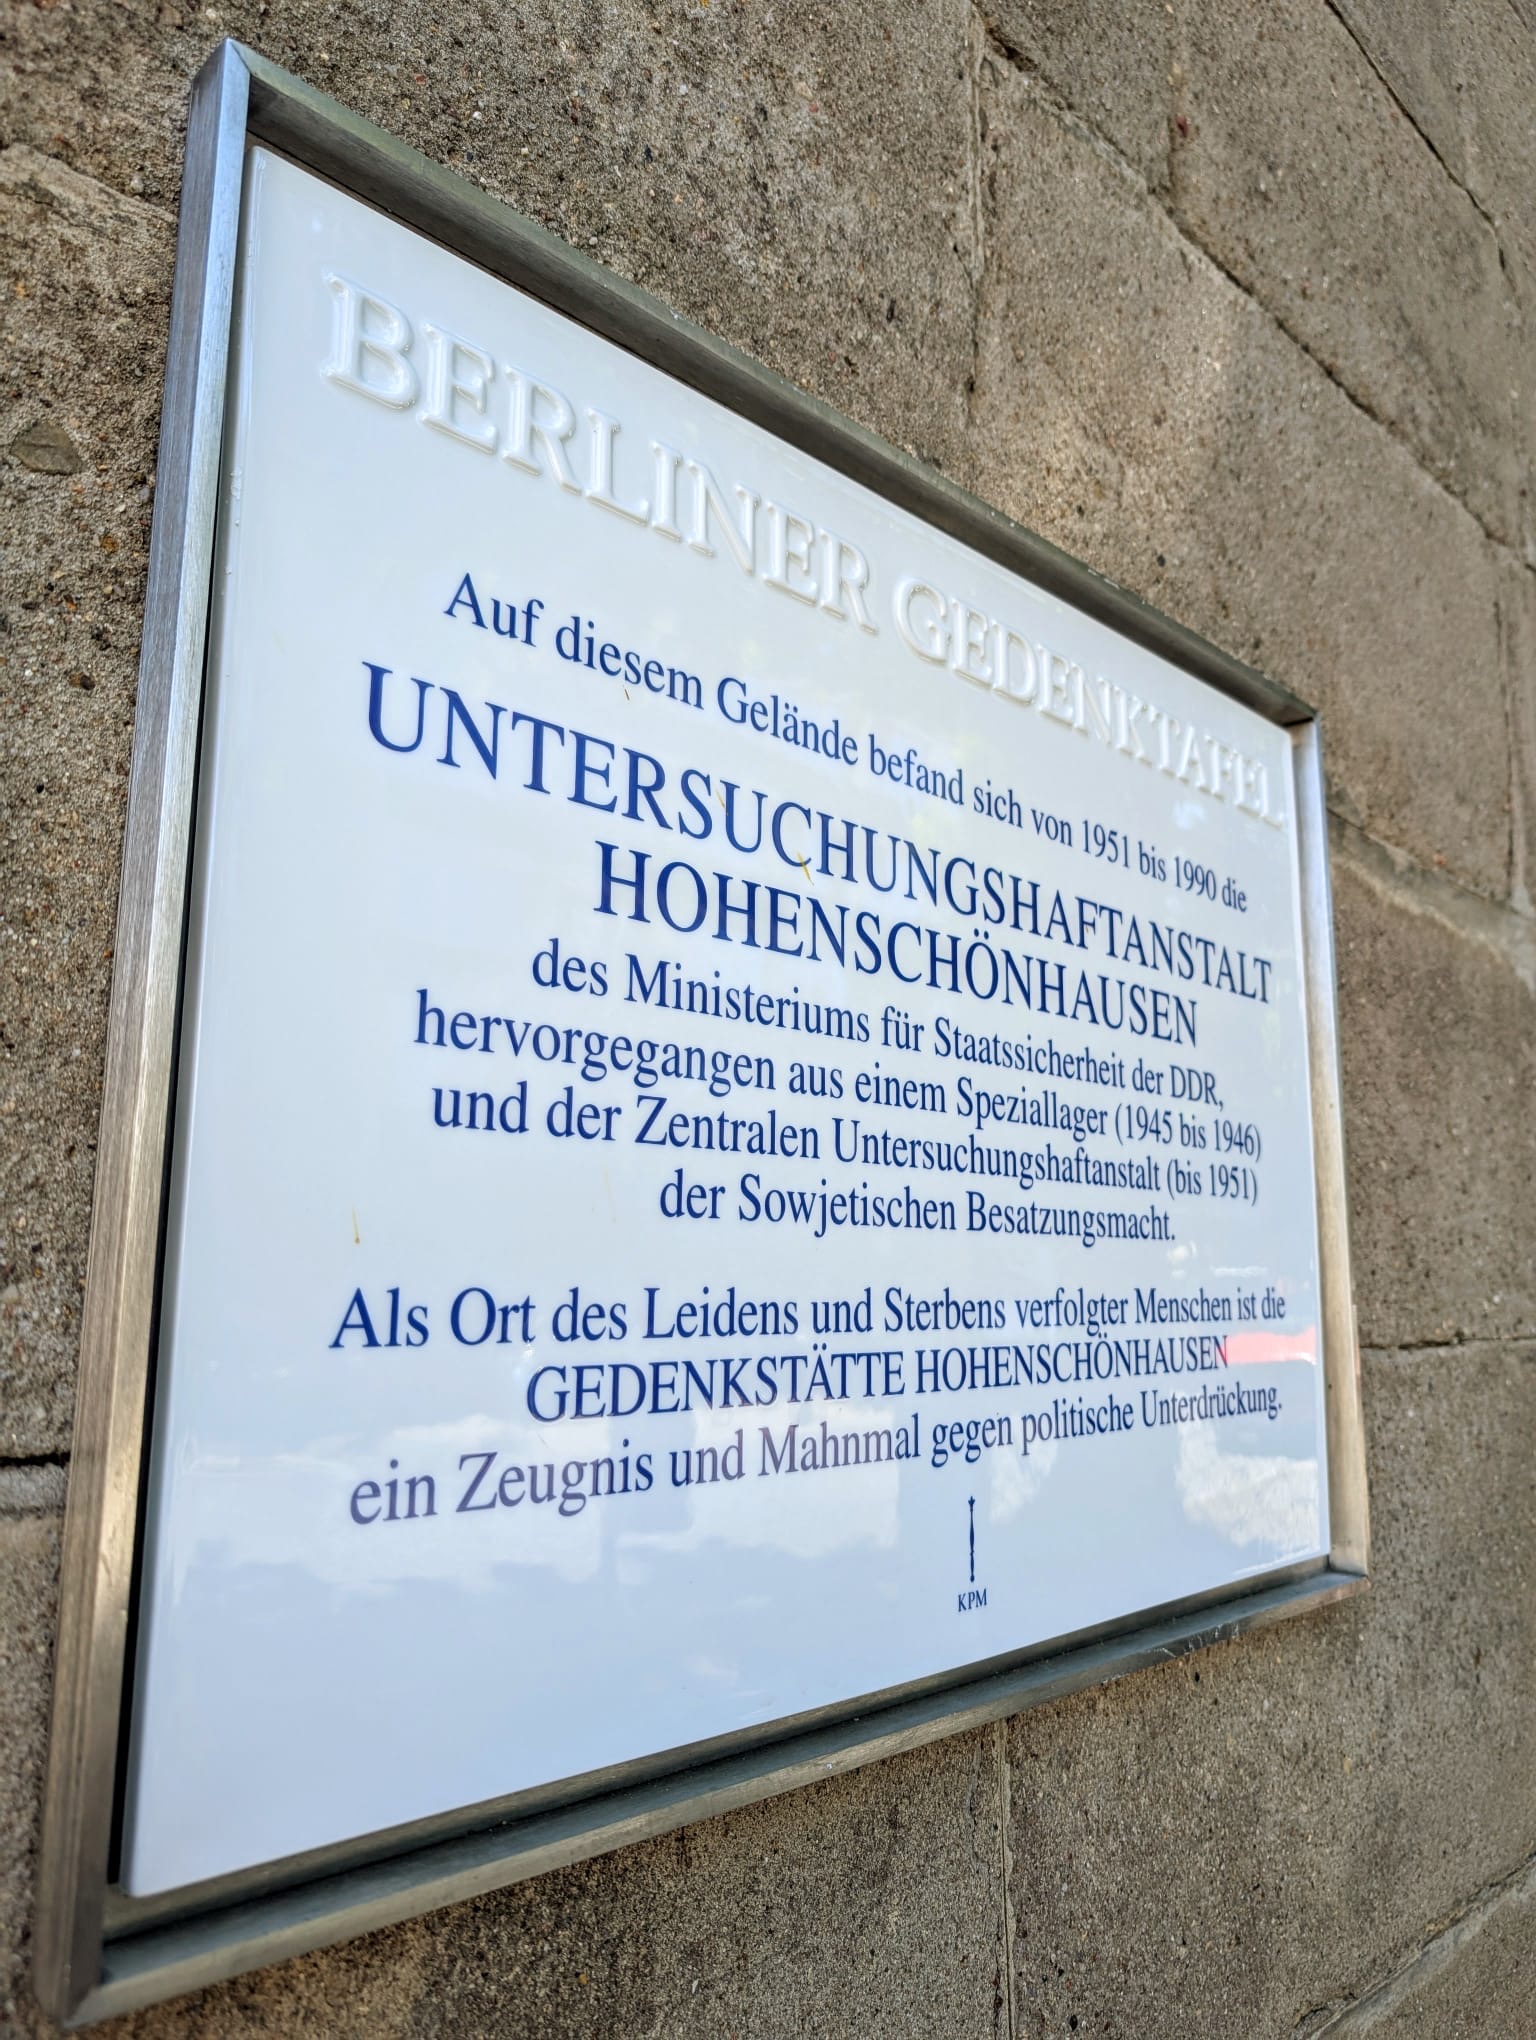 BERLINER GEDENKTAFEL
Auf diesem Gelände befand sich von 1951 bis 1990 die
UNTERSUCHUNGSHAFTANSTALT
HOHENSCHÖNHAUSEN
des Ministeriums für Staatssicherheit der DDR,
hervorgegangen aus einem Speziallager (1945 bis 1946)
und der Zentralen Untersuchungshaftanstalt (bis 1951)
der Sowjetischen Besatzungsmacht.
Als Ort des Leidens und Sterbens verfolgter Menschen ist die
GEDENKSTÄTTE HOHENSCHÖNHAUSEN
ein Zeugnis und Mahnmal gegen politische Unterdrückung.
KPM